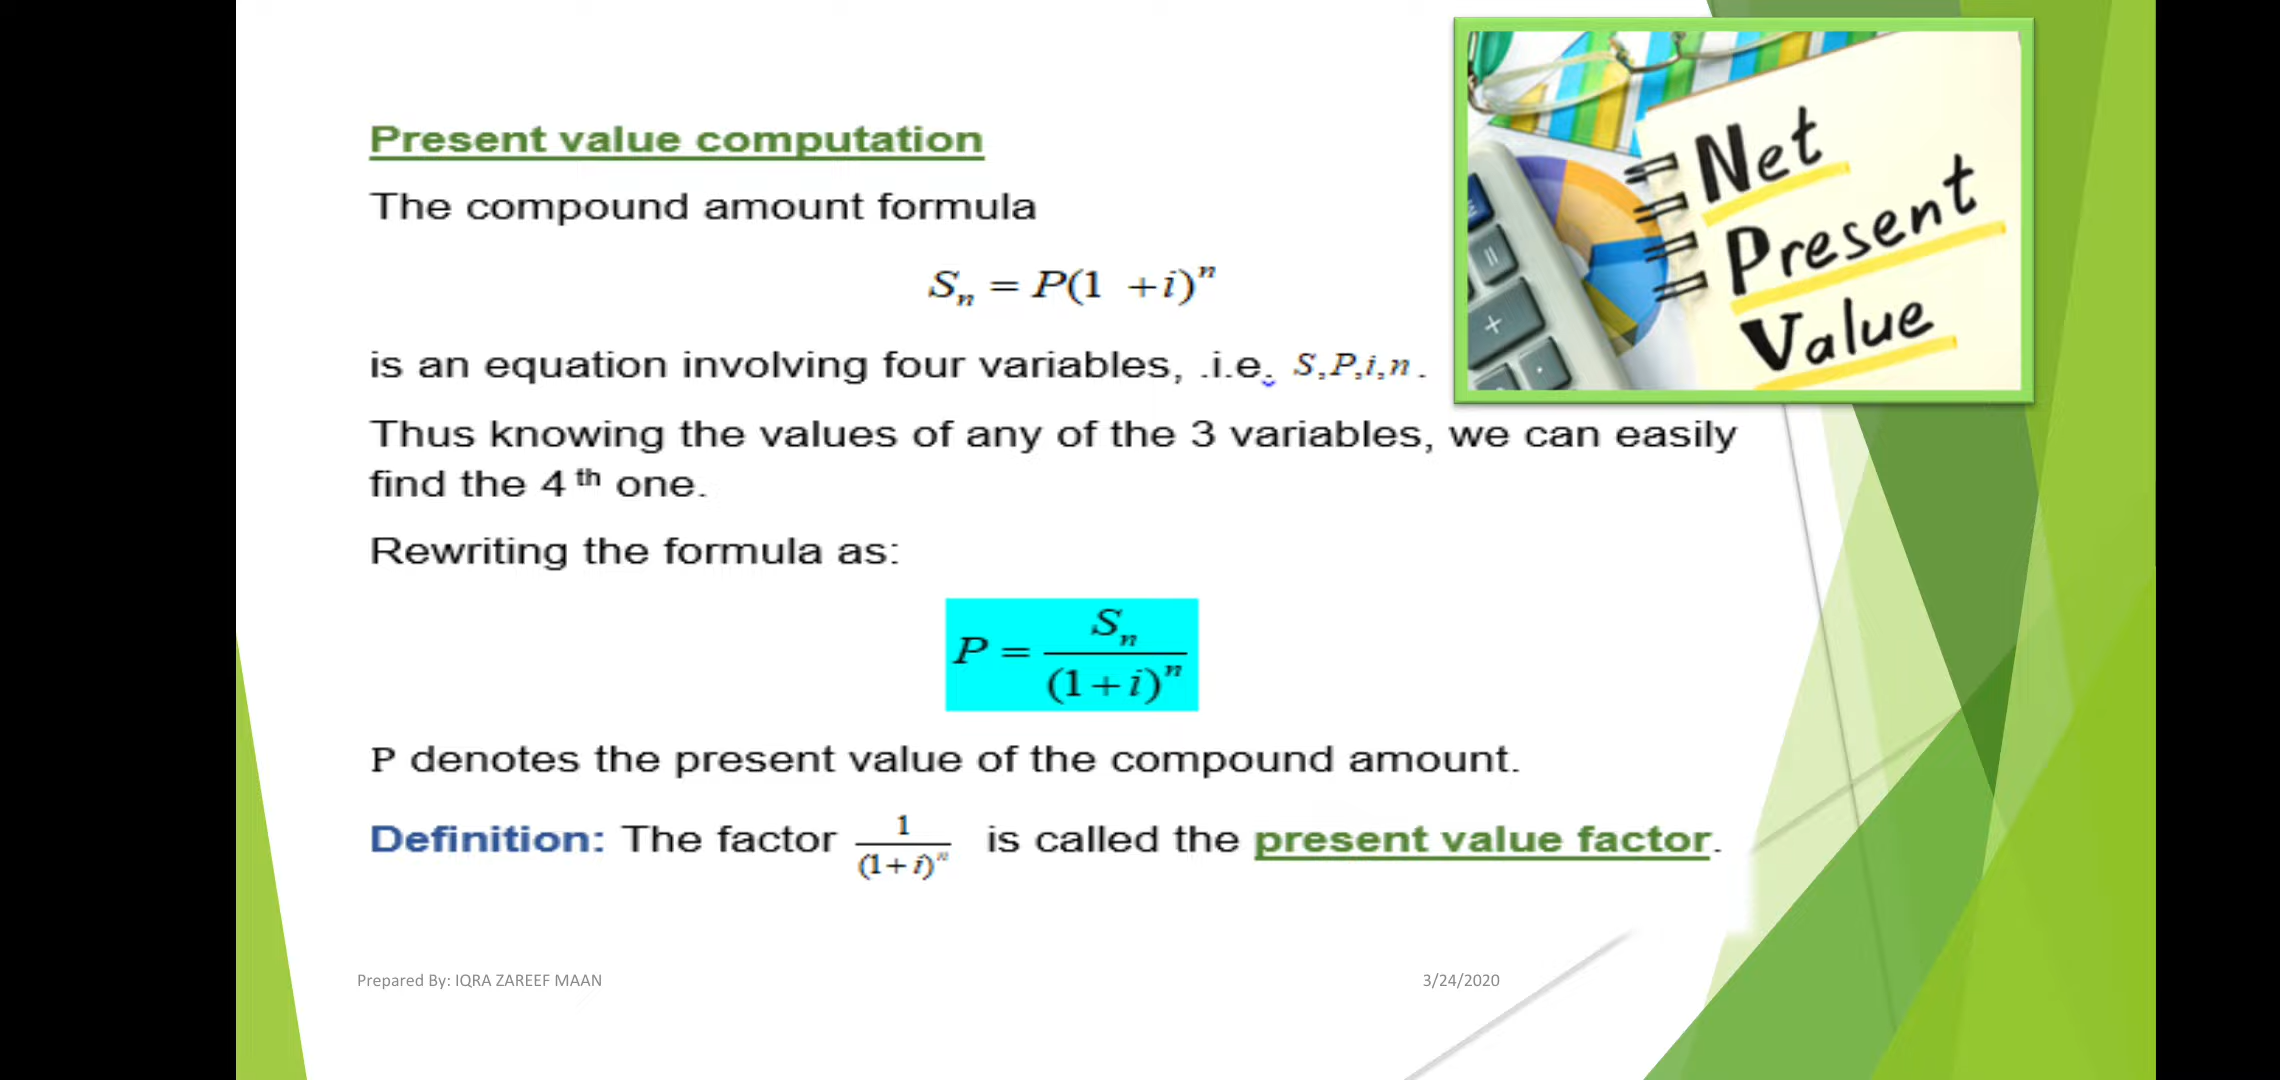 Present value computation
The compound amount formula
Sₙ = P(1 +i)ⁿ
is an equation involving four variables, .i.e. S,P,i,n.
Thus knowing the values of any of the 3 variables, we can easily
find the 4 th one.
Rewriting the formula as:
P = Sₙ / (1+i)ⁿ
P denotes the present value of the compound amount.
Definition: The factor 1 / (1+i)ⁿ is called the present value factor.
Net
Present
Value
Prepared By: IQRA ZAREEF MAAN
3/24/2020